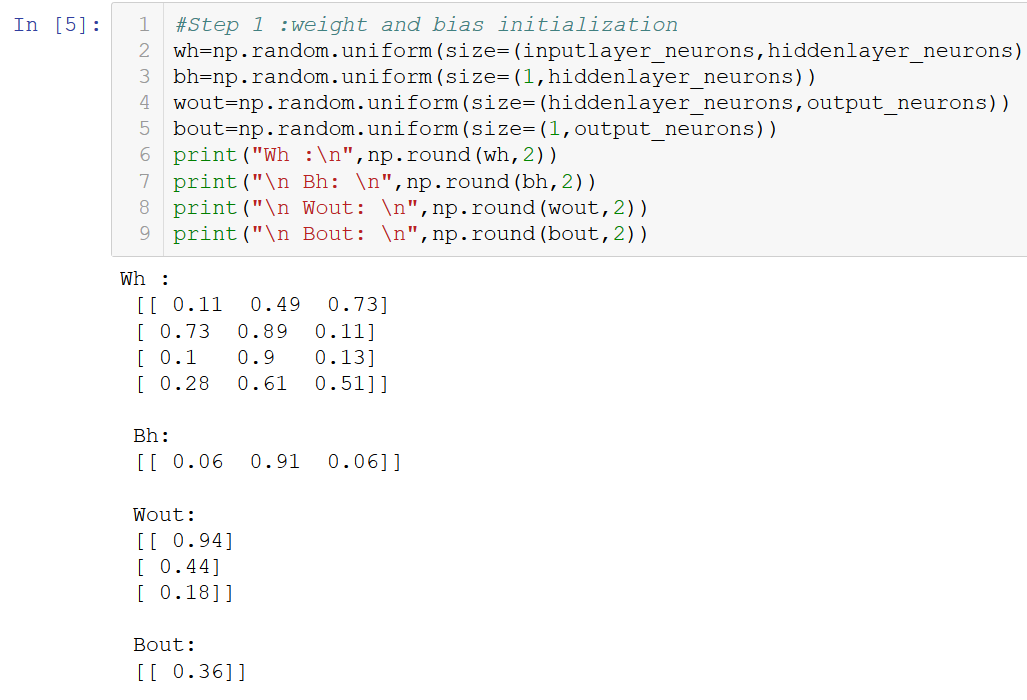 In [5]:
1 #Step 1 :weight and bias initialization
2 wh=np.random.uniform(size=(inputlayer_neurons,hiddenlayer_neurons)
3 bh=np.random.uniform(size=(1,hiddenlayer_neurons))
4 wout=np.random.uniform(size=(hiddenlayer_neurons,output_neurons))
5 bout=np.random.uniform(size=(1,output_neurons))
6 print("Wh :\n",np.round(wh,2))
7 print("\n Bh: \n",np.round(bh,2))
8 print("\n Wout: \n",np.round(wout,2))
9 print("\n Bout: \n",np.round(bout,2))
Wh :
[[ 0.11  0.49  0.73]
[ 0.73  0.89  0.11]
[ 0.1   0.9   0.13]
[ 0.28  0.61  0.51]]
Bh:
[[ 0.06  0.91  0.06]]
Wout:
[[ 0.94]
[ 0.44]
[ 0.18]]
Bout:
[[ 0.36]]